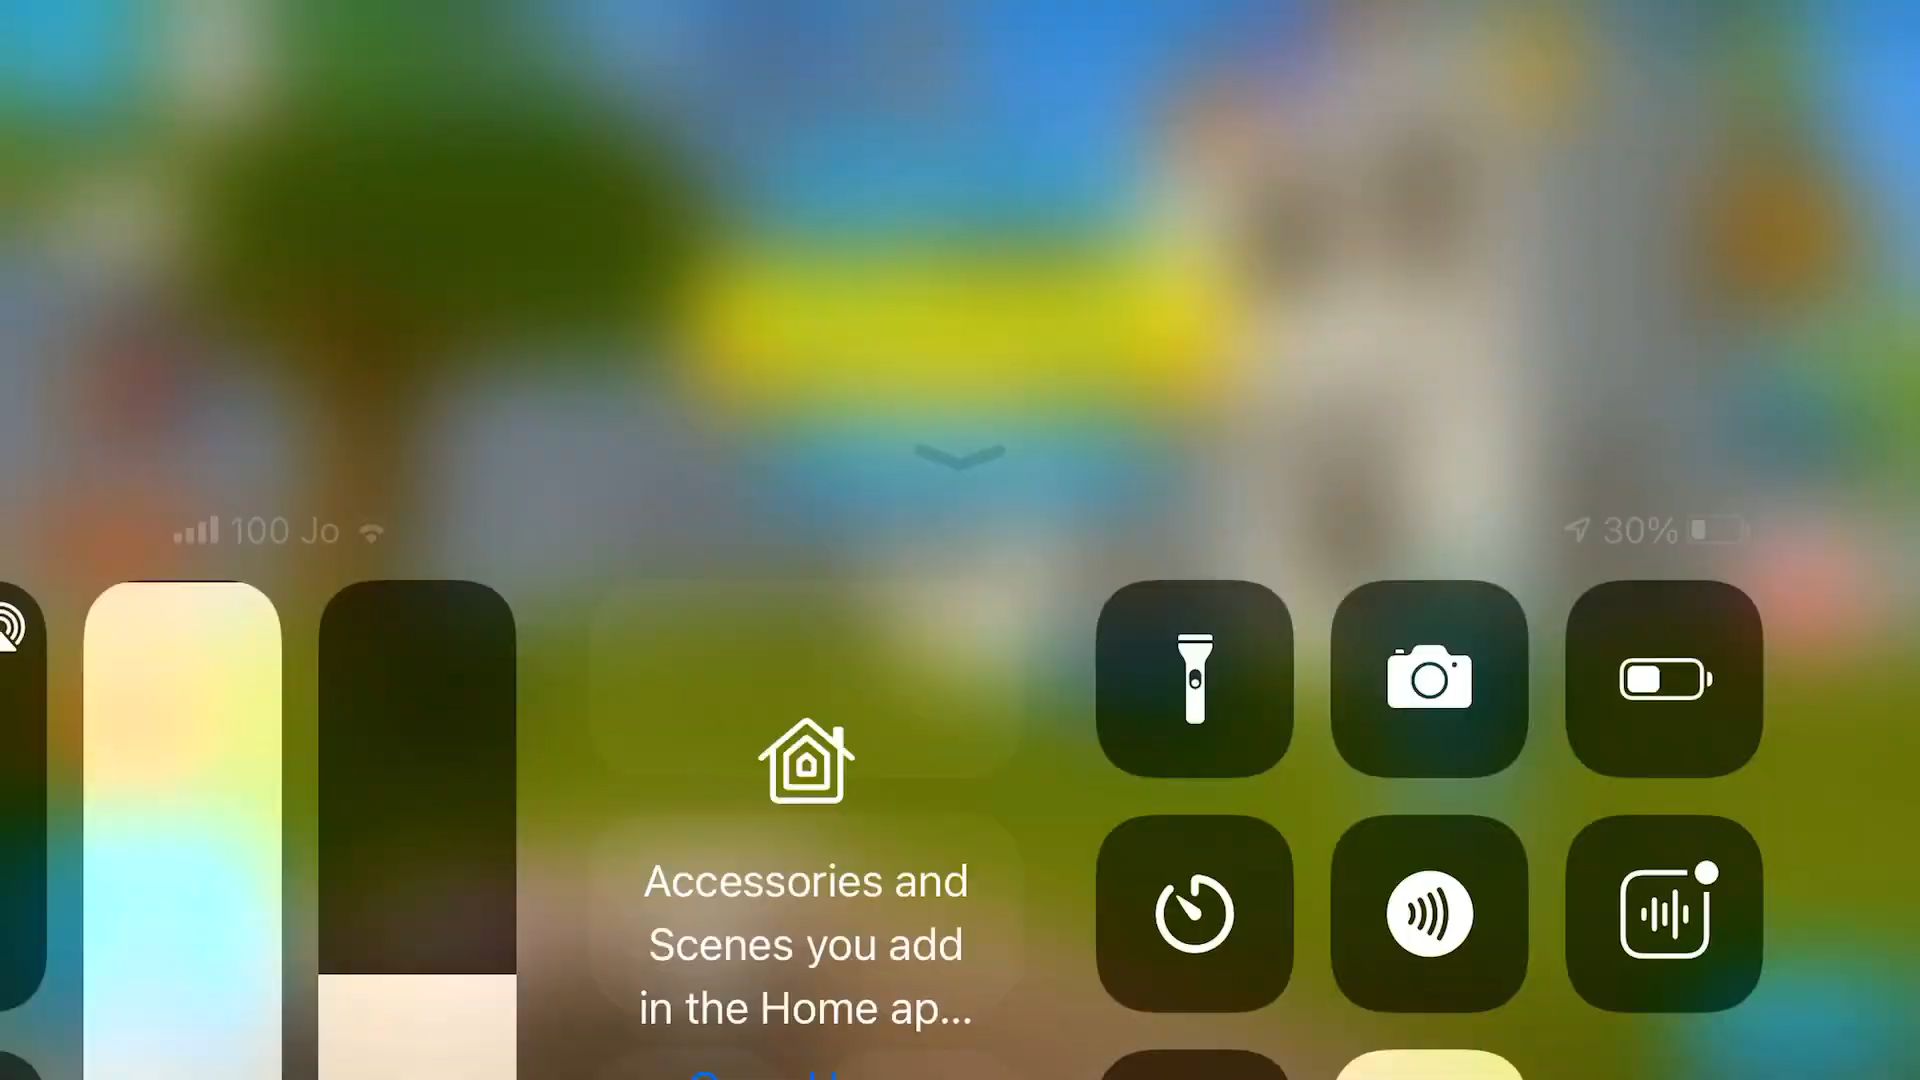 100 Jo
30%
Accessories and
Scenes you add
in the Home ap...